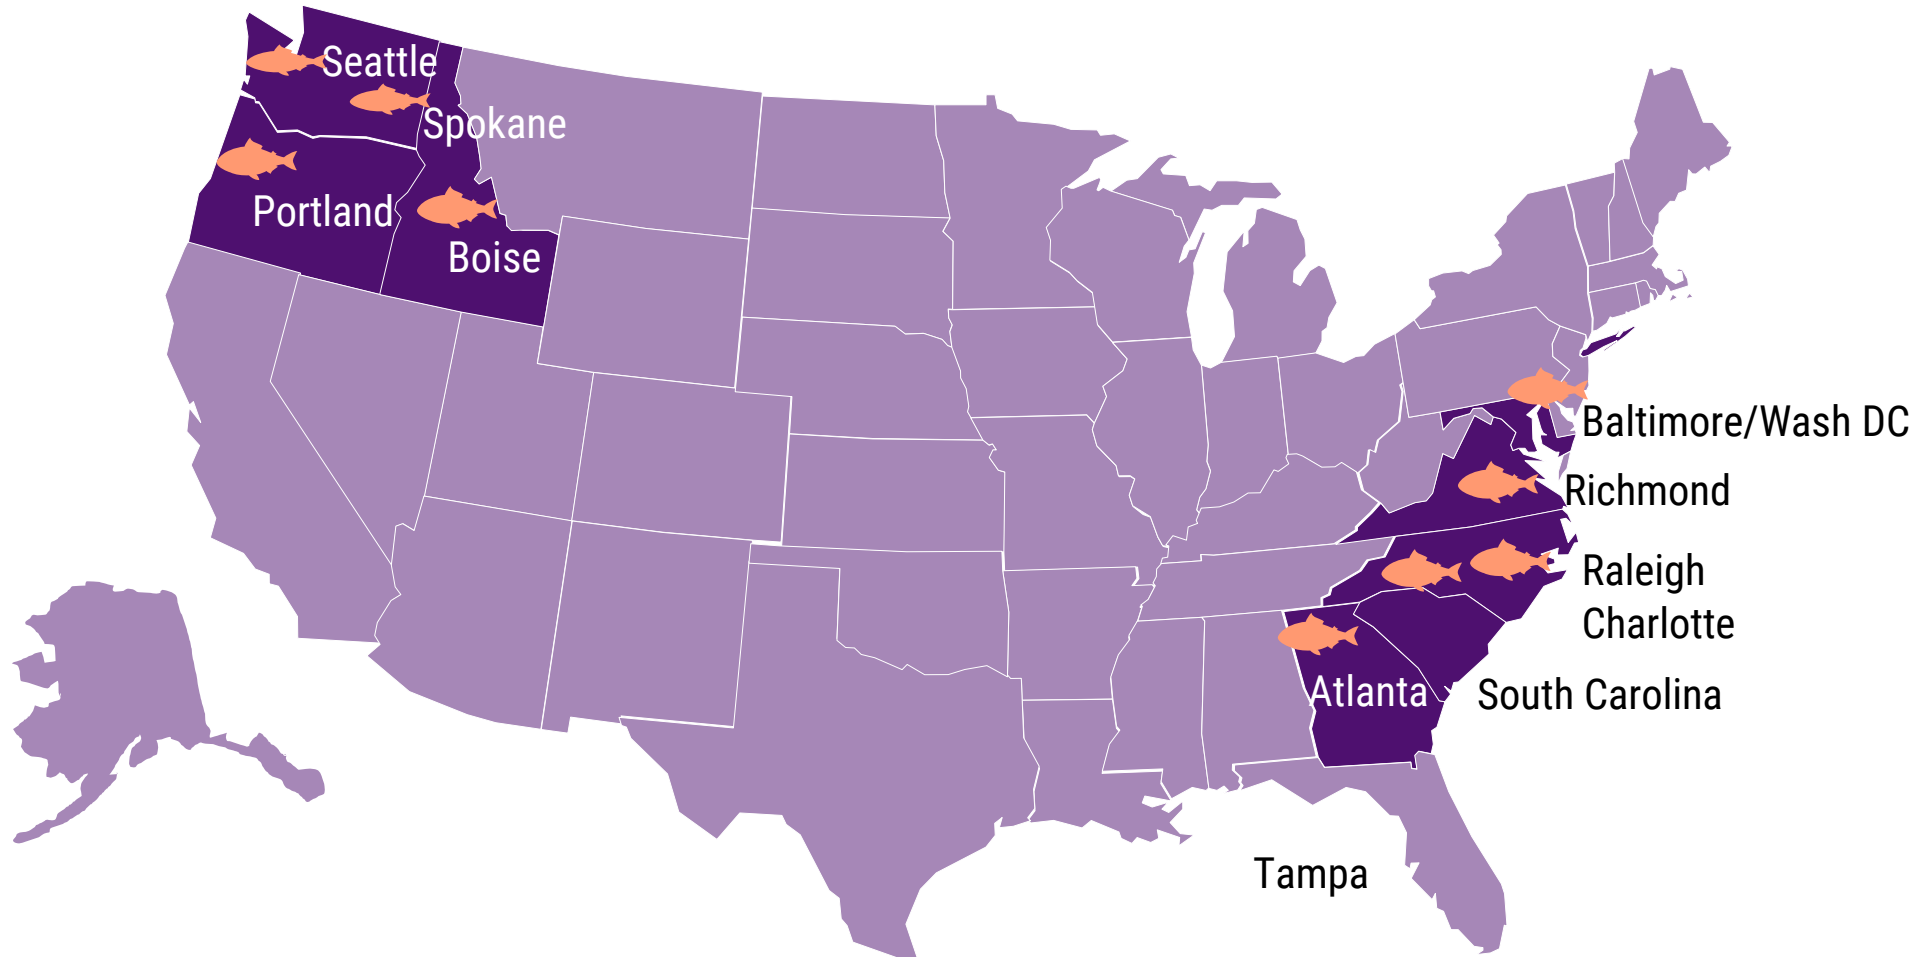 Seattle
Spokane
Portland
Boise
Baltimore/Wash DC
Richmond
Raleigh
Charlotte
Atlanta
South Carolina
Tampa